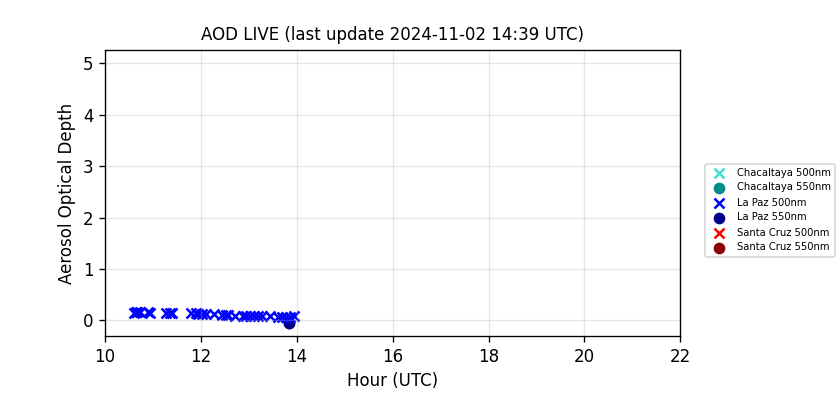 AOD LIVE (last update 2024-11-02 14:39 UTC)
5
4
3
2
1
0
Aerosol Optical Depth
10 12 14 16 18 20 22
Hour (UTC)
Chacaltaya 500nm
Chacaltaya 550nm
La Paz 500nm
La Paz 550nm
Santa Cruz 500nm
Santa Cruz 550nm